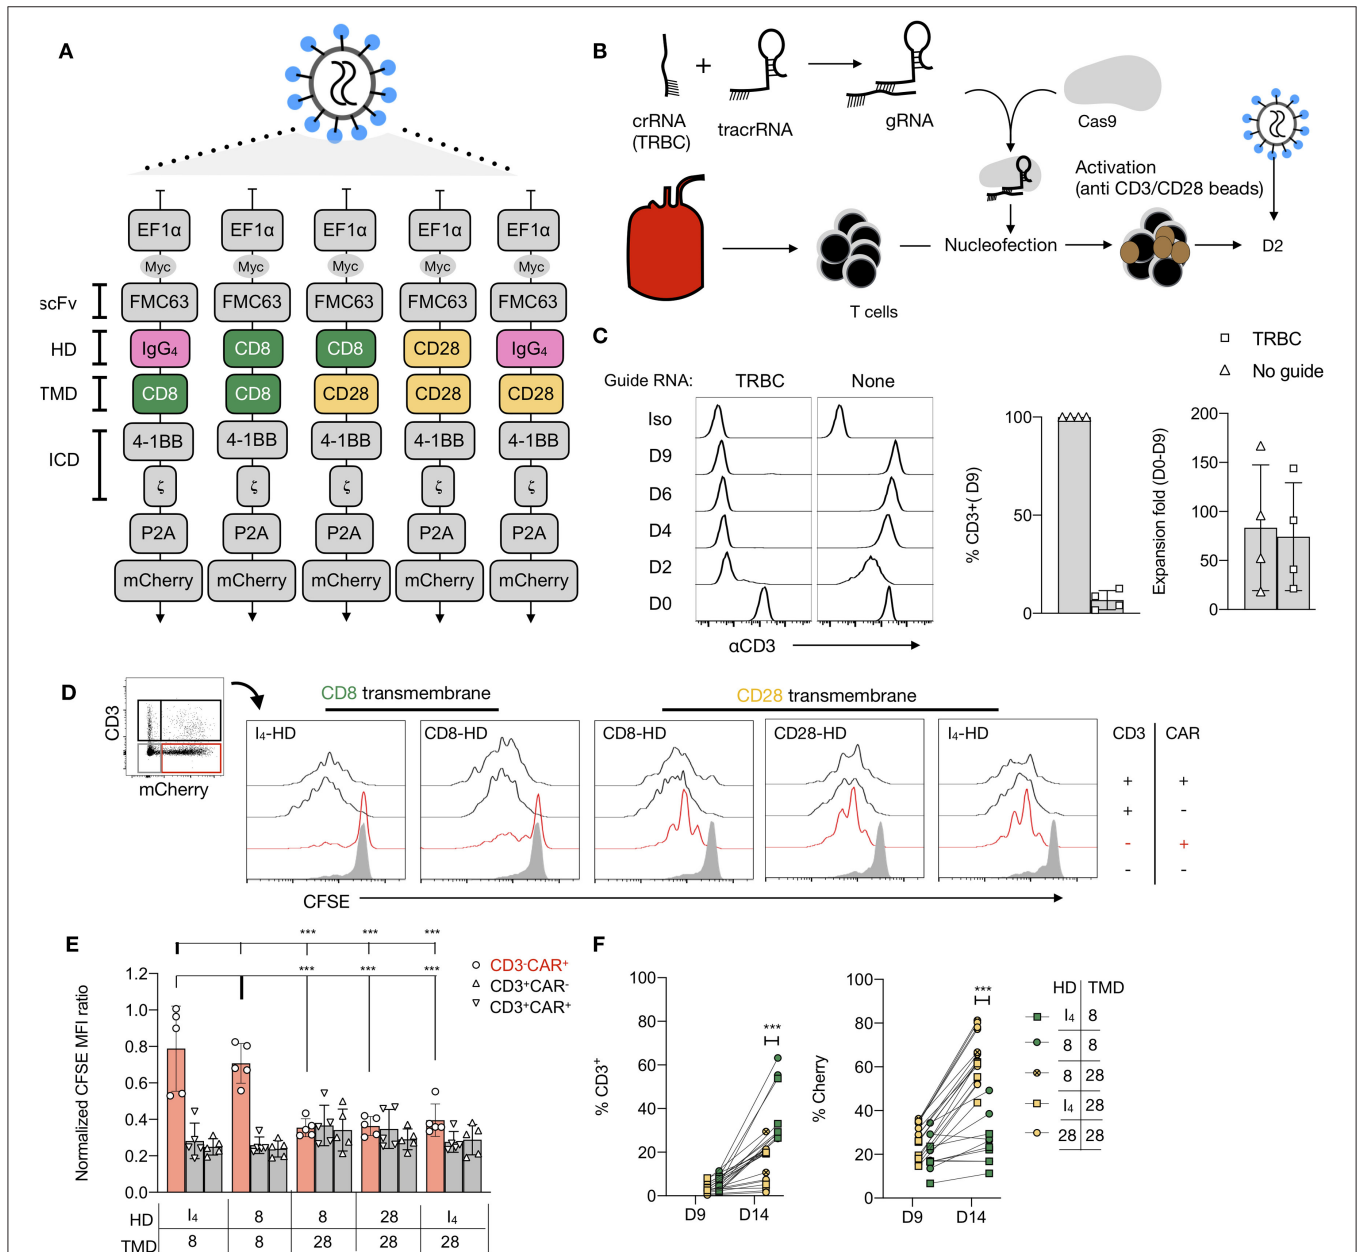 A
EF1α EF1α EF1α EF1α EF1α
Myc Myc Myc Myc Myc
scFv FMC63 FMC63 FMC63 FMC63 FMC63
HD IgG₄ CD8 CD8 CD28 IgG₄
TMD CD8 CD8 CD28 CD28 CD28
ICD 4-1BB 4-1BB 4-1BB 4-1BB 4-1BB
ζ ζ ζ ζ ζ
P2A P2A P2A P2A P2A
mCherry mCherry mCherry mCherry mCherry
B
+
crRNA
(TRBC)
tracrRNA
gRNA
Cas9
Activation
(anti CD3/CD28 beads)
Nucleofection
D2
T cells
C
Guide RNA: TRBC None
Iso
D9
D6
D4
D2
D0
αCD3
% CD3+( D9)
100
50
0
TRBC
No guide
Expansion fold (D0-D9)
200
150
100
50
0
D
CD3
mCherry
CD8 transmembrane
CD28 transmembrane
I₄-HD CD8-HD CD8-HD CD28-HD I₄-HD
CD3 CAR
+ +
+ -
- +
- -
CFSE
E
*** *** ***
*** *** ***
Normalized CFSE MFI ratio
1.2
1.0
0.8
0.6
0.4
0.2
0.0
CD3⁻CAR⁺
CD3⁺CAR⁻
CD3⁺CAR⁺
HD I₄ 8 8 28 I₄
TMD 8 8 28 28 28
F
% CD3⁺
100
80
60
40
20
0
***
D9 D14
% Cherry
100
80
60
40
20
0
***
D9 D14
HD TMD
I₄ 8
8 8
8 28
I₄ 28
28 28